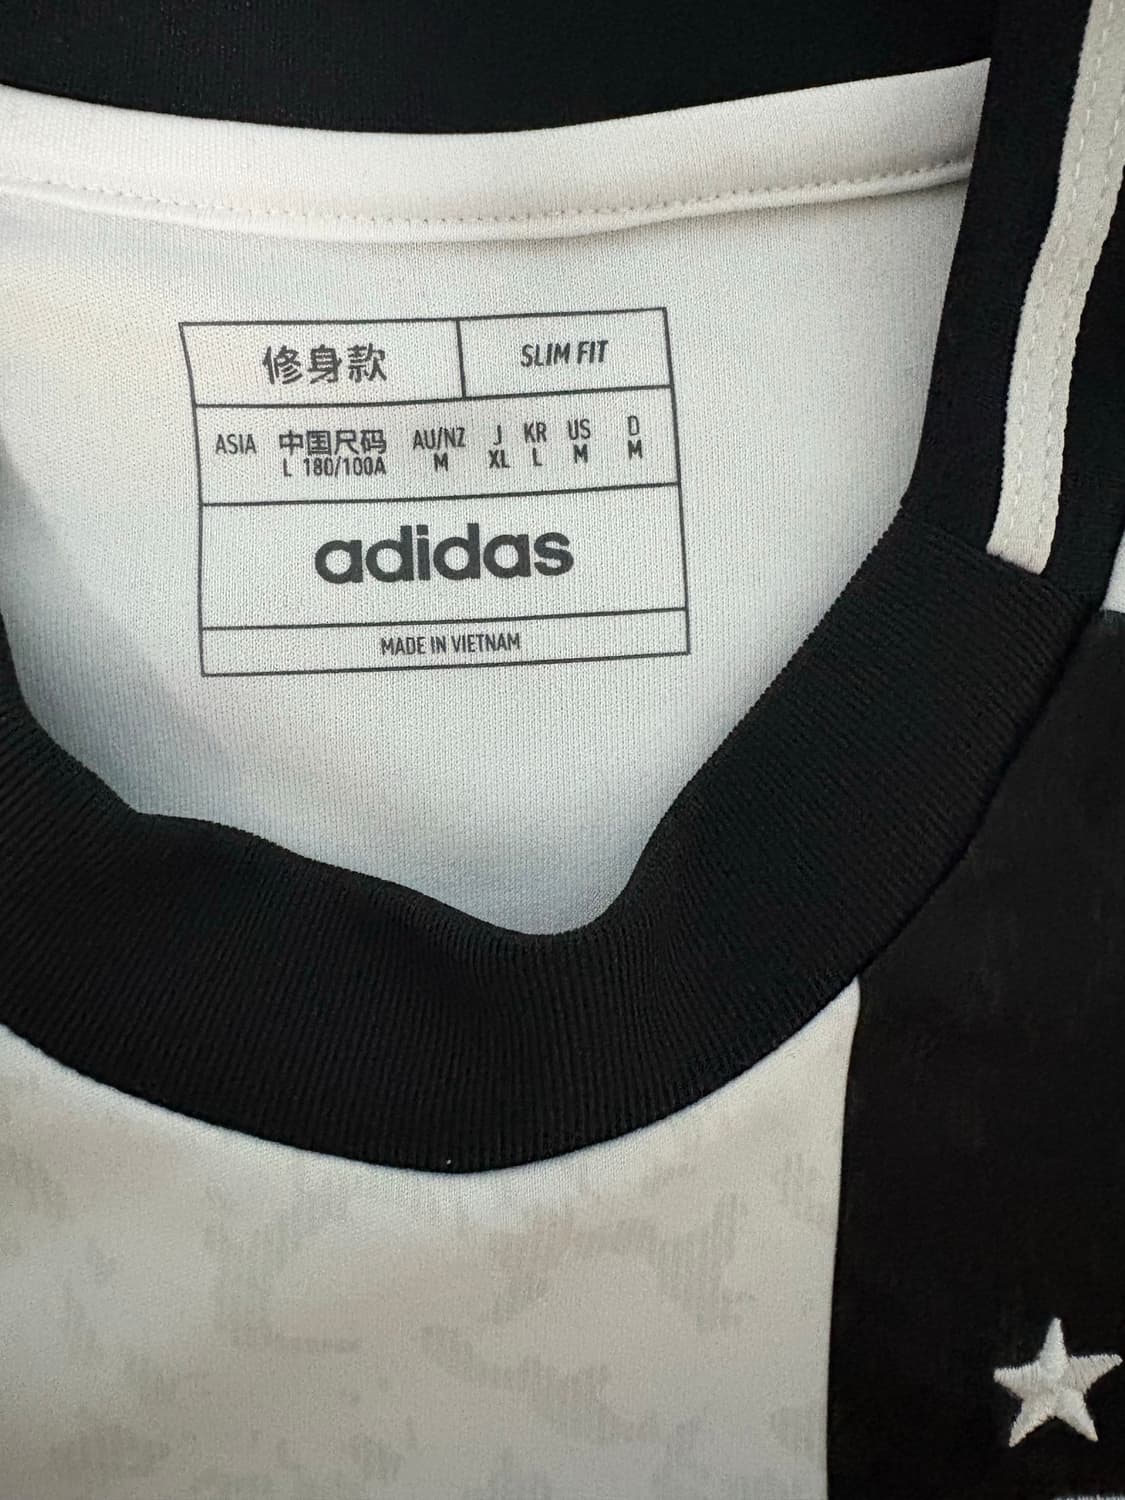 修身款 SLIM FIT
ASIA 中国尺码 AU/NZ J KR US D
L 180/100A M XL L M M
adidas
MADE IN VIETNAM